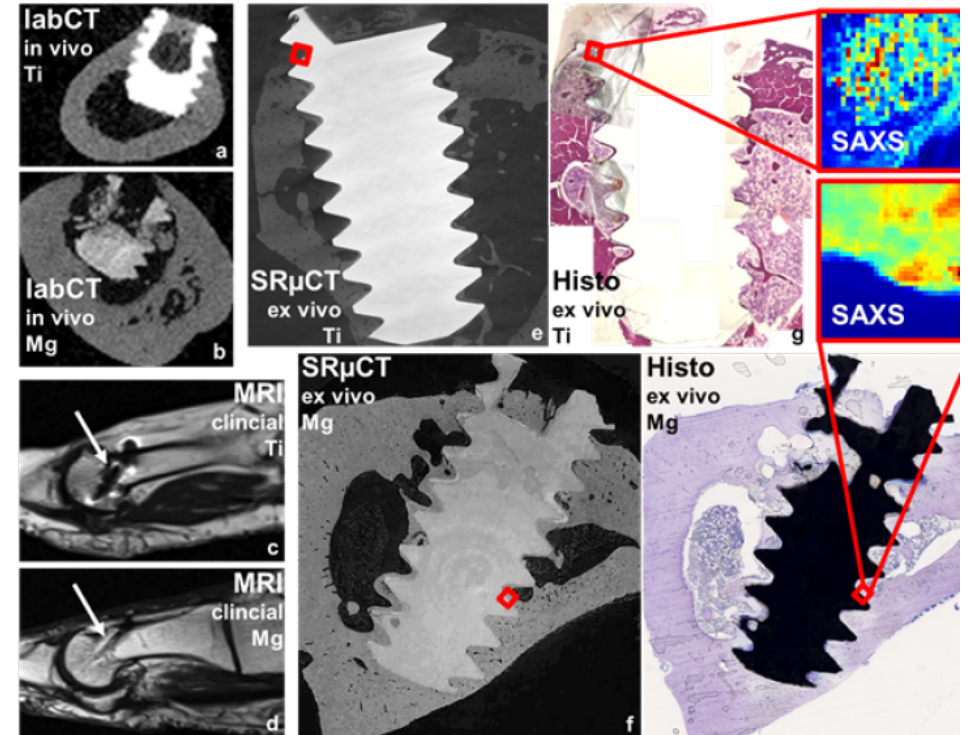 labCT
in vivo
Ti
a
labCT
in vivo
Mg
b
MRI
clincial
Ti
c
MRI
clincial
Mg
d
SRµCT
ex vivo
Ti
e
Histo
ex vivo
Ti
g
SAXS
SAXS
SRµCT
ex vivo
Mg
f
Histo
ex vivo
Mg